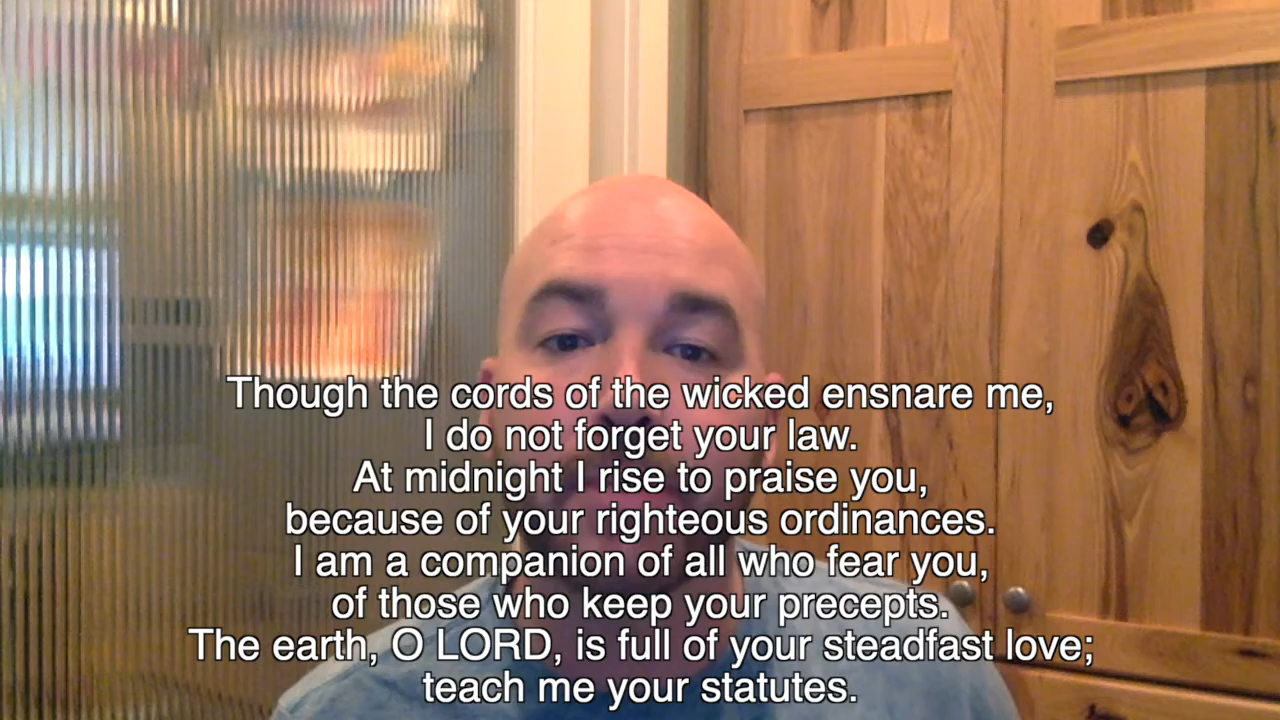 Though the cords of the wicked ensnare me,
I do not forget your law.
At midnight I rise to praise you,
because of your righteous ordinances.
I am a companion of all who fear you,
of those who keep your precepts.
The earth, O LORD, is full of your steadfast love;
teach me your statutes.